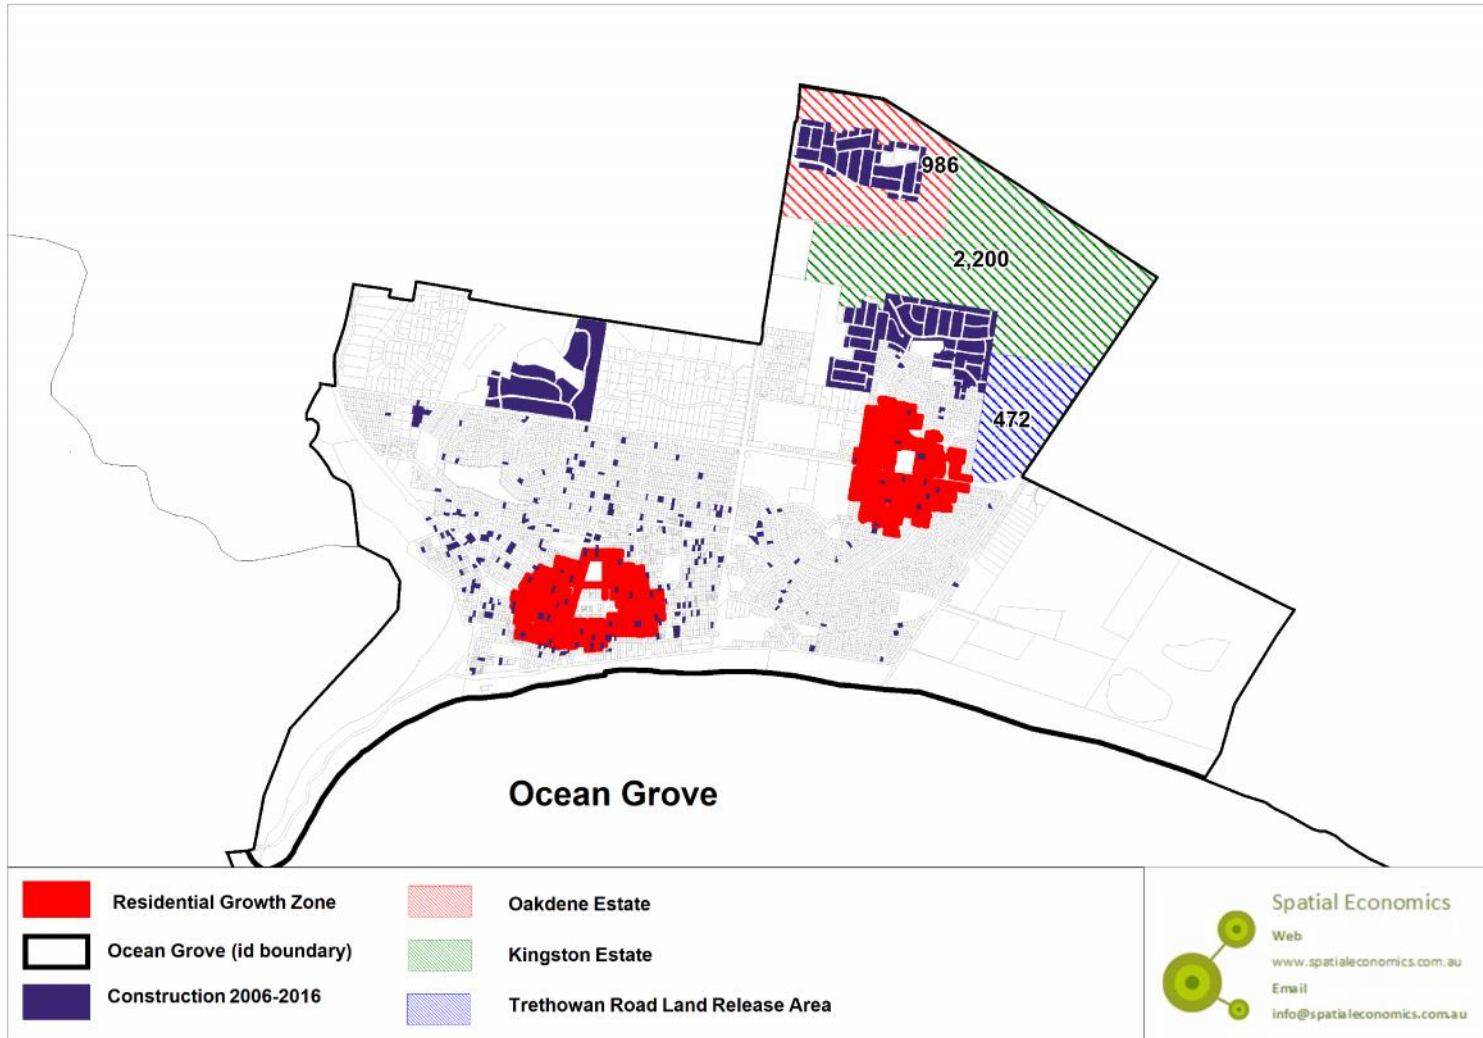 986
2,200
472
Ocean Grove
Residential Growth Zone
Oakdene Estate
Ocean Grove (id boundary)
Kingston Estate
Construction 2006-2016
Trethowan Road Land Release Area
Spatial Economics
Web
www.spatialeconomics.com.au
Email
info@spatialeconomics.com.au